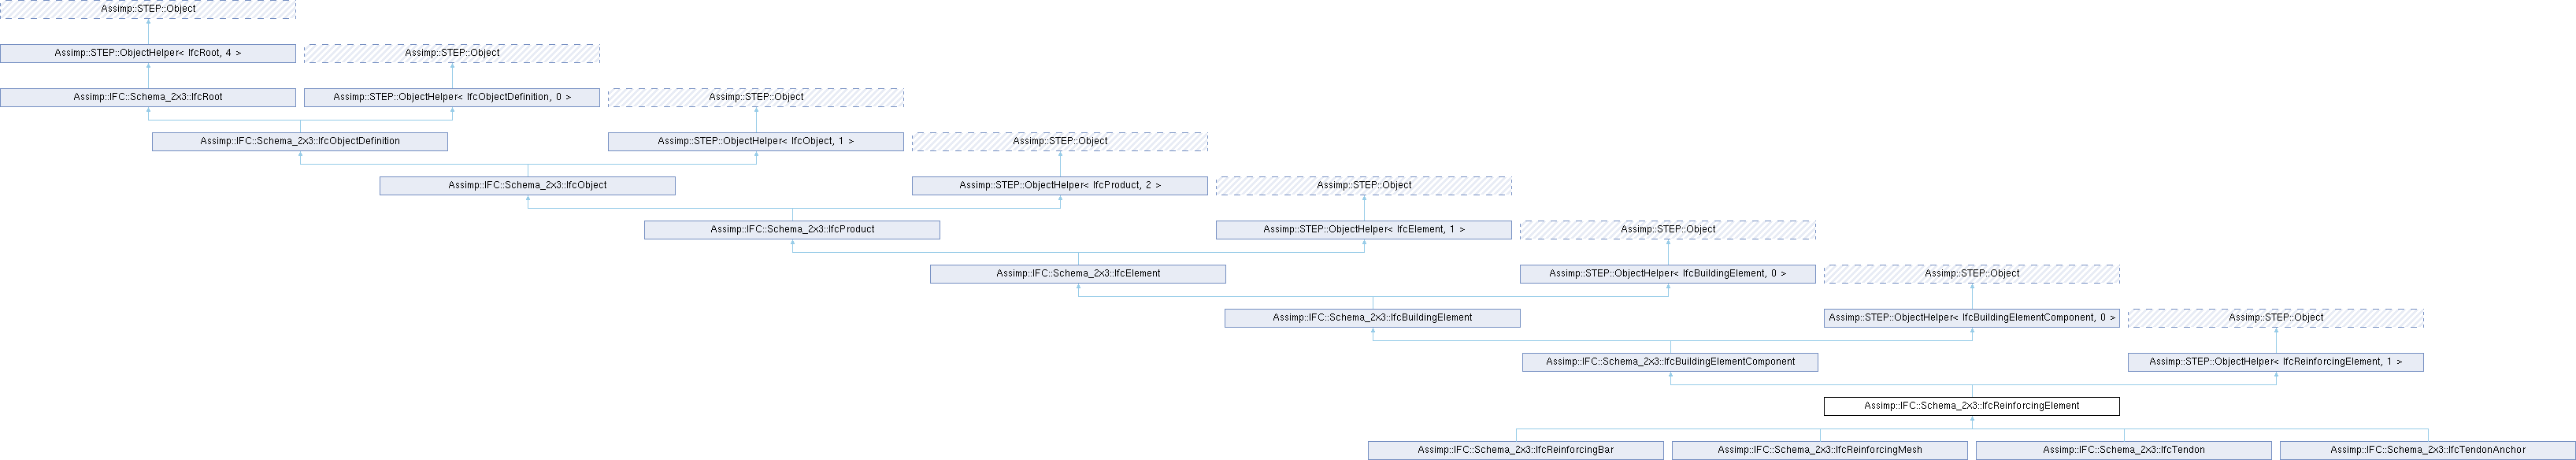 Assimp::STEP::Object
Assimp::STEP::ObjectHelper< IfcRoot, 4 >
Assimp::STEP::Object
Assimp::IFC::Schema_2x3::IfcRoot
Assimp::STEP::ObjectHelper< IfcObjectDefinition, 0 >
Assimp::STEP::Object
Assimp::IFC::Schema_2x3::IfcObjectDefinition
Assimp::STEP::ObjectHelper< IfcObject, 1 >
Assimp::STEP::Object
Assimp::IFC::Schema_2x3::IfcObject
Assimp::STEP::ObjectHelper< IfcProduct, 2 >
Assimp::STEP::Object
Assimp::IFC::Schema_2x3::IfcProduct
Assimp::STEP::ObjectHelper< IfcElement, 1 >
Assimp::STEP::Object
Assimp::IFC::Schema_2x3::IfcElement
Assimp::STEP::ObjectHelper< IfcBuildingElement, 0 >
Assimp::STEP::Object
Assimp::IFC::Schema_2x3::IfcBuildingElement
Assimp::STEP::ObjectHelper< IfcBuildingElementComponent, 0 >
Assimp::STEP::Object
Assimp::IFC::Schema_2x3::IfcBuildingElementComponent
Assimp::STEP::ObjectHelper< IfcReinforcingElement, 1 >
Assimp::IFC::Schema_2x3::IfcReinforcingElement
Assimp::IFC::Schema_2x3::IfcReinforcingBar
Assimp::IFC::Schema_2x3::IfcReinforcingMesh
Assimp::IFC::Schema_2x3::IfcTendon
Assimp::IFC::Schema_2x3::IfcTendonAnchor